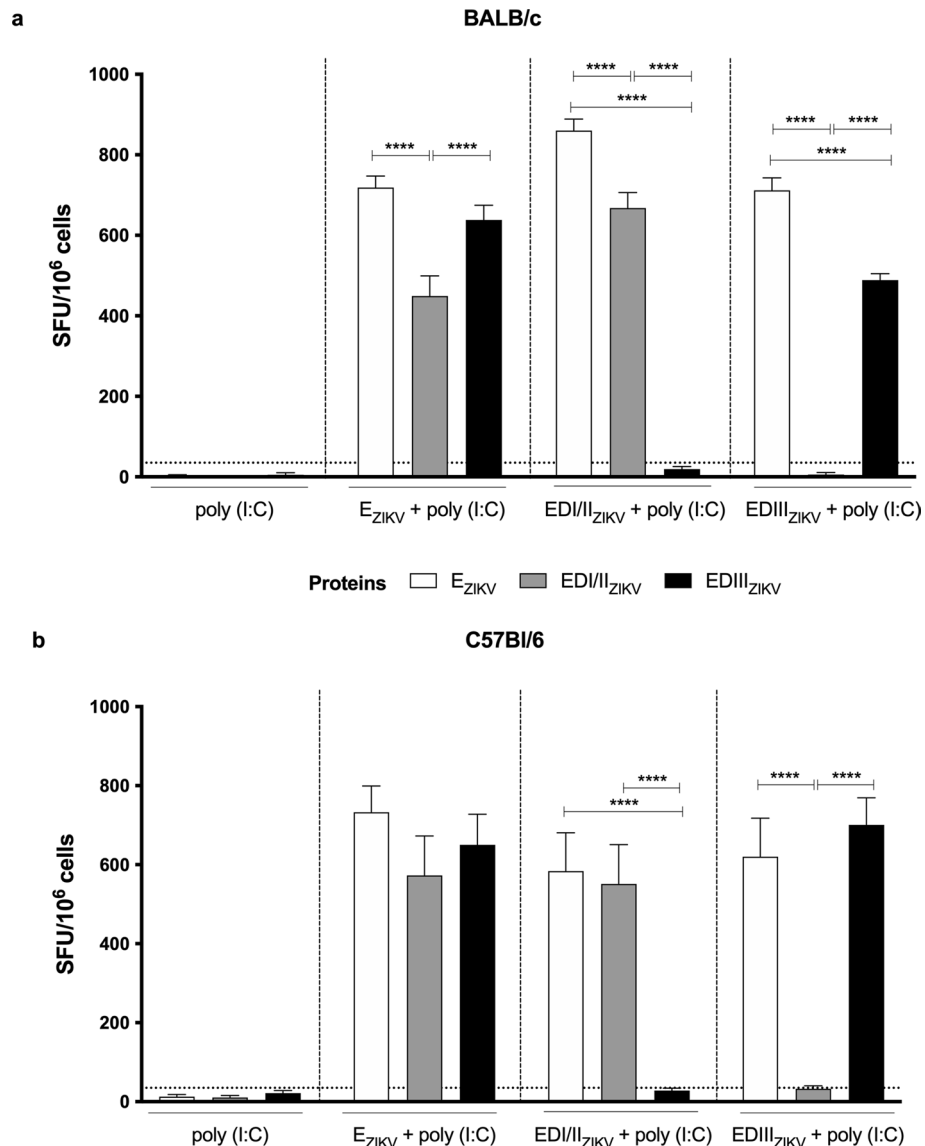 a
BALB/c
**** ****
****
**** ****
****
**** ****
1000
800
600
400
200
0
SFU/10⁶ cells
poly (I:C) E_ZIKV + poly (I:C) EDI/II_ZIKV + poly (I:C) EDIII_ZIKV + poly (I:C)
Proteins E_ZIKV EDI/II_ZIKV EDIII_ZIKV
b
C57Bl/6
****
****
**** ****
1000
800
600
400
200
0
SFU/10⁶ cells
poly (I:C) E_ZIKV + poly (I:C) EDI/II_ZIKV + poly (I:C) EDIII_ZIKV + poly (I:C)